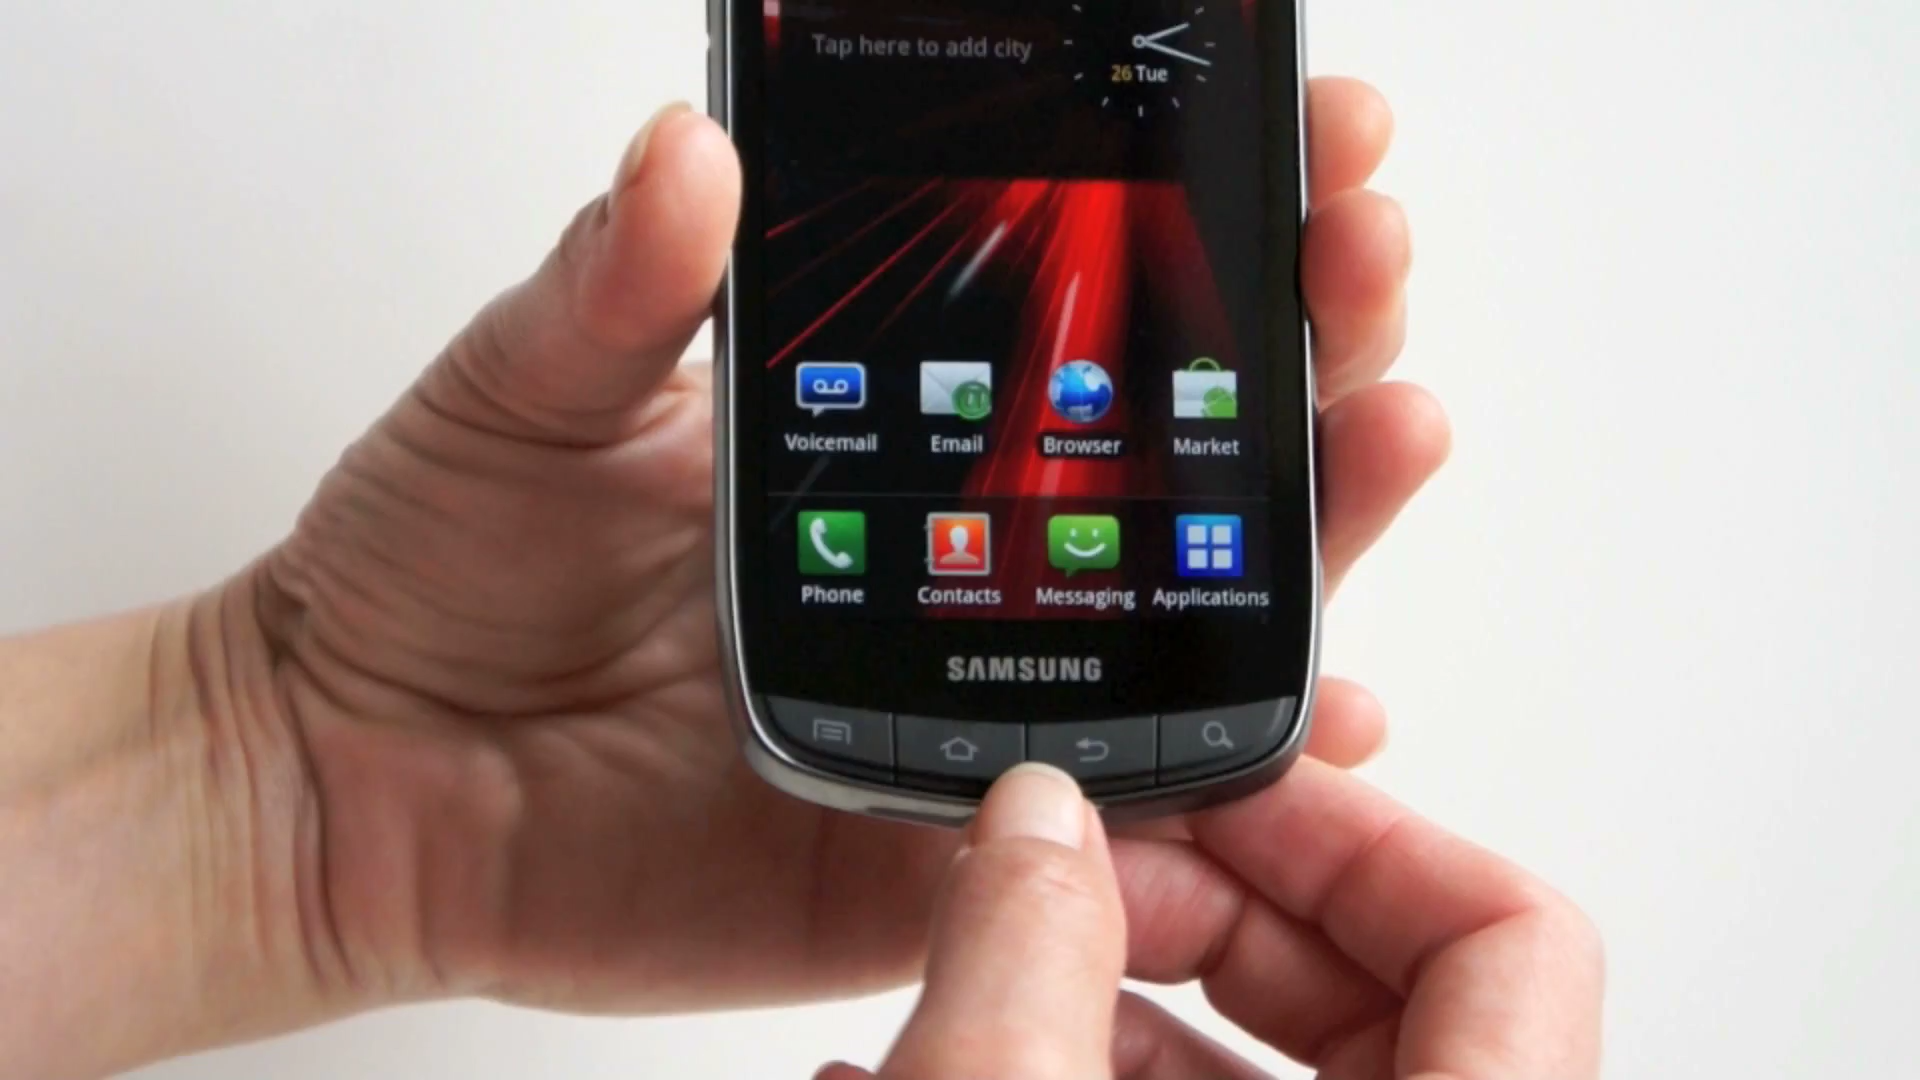 Tap here to add city
26 Tue
Voicemail Email Browser Market
Phone Contacts Messaging Applications
SAMSUNG